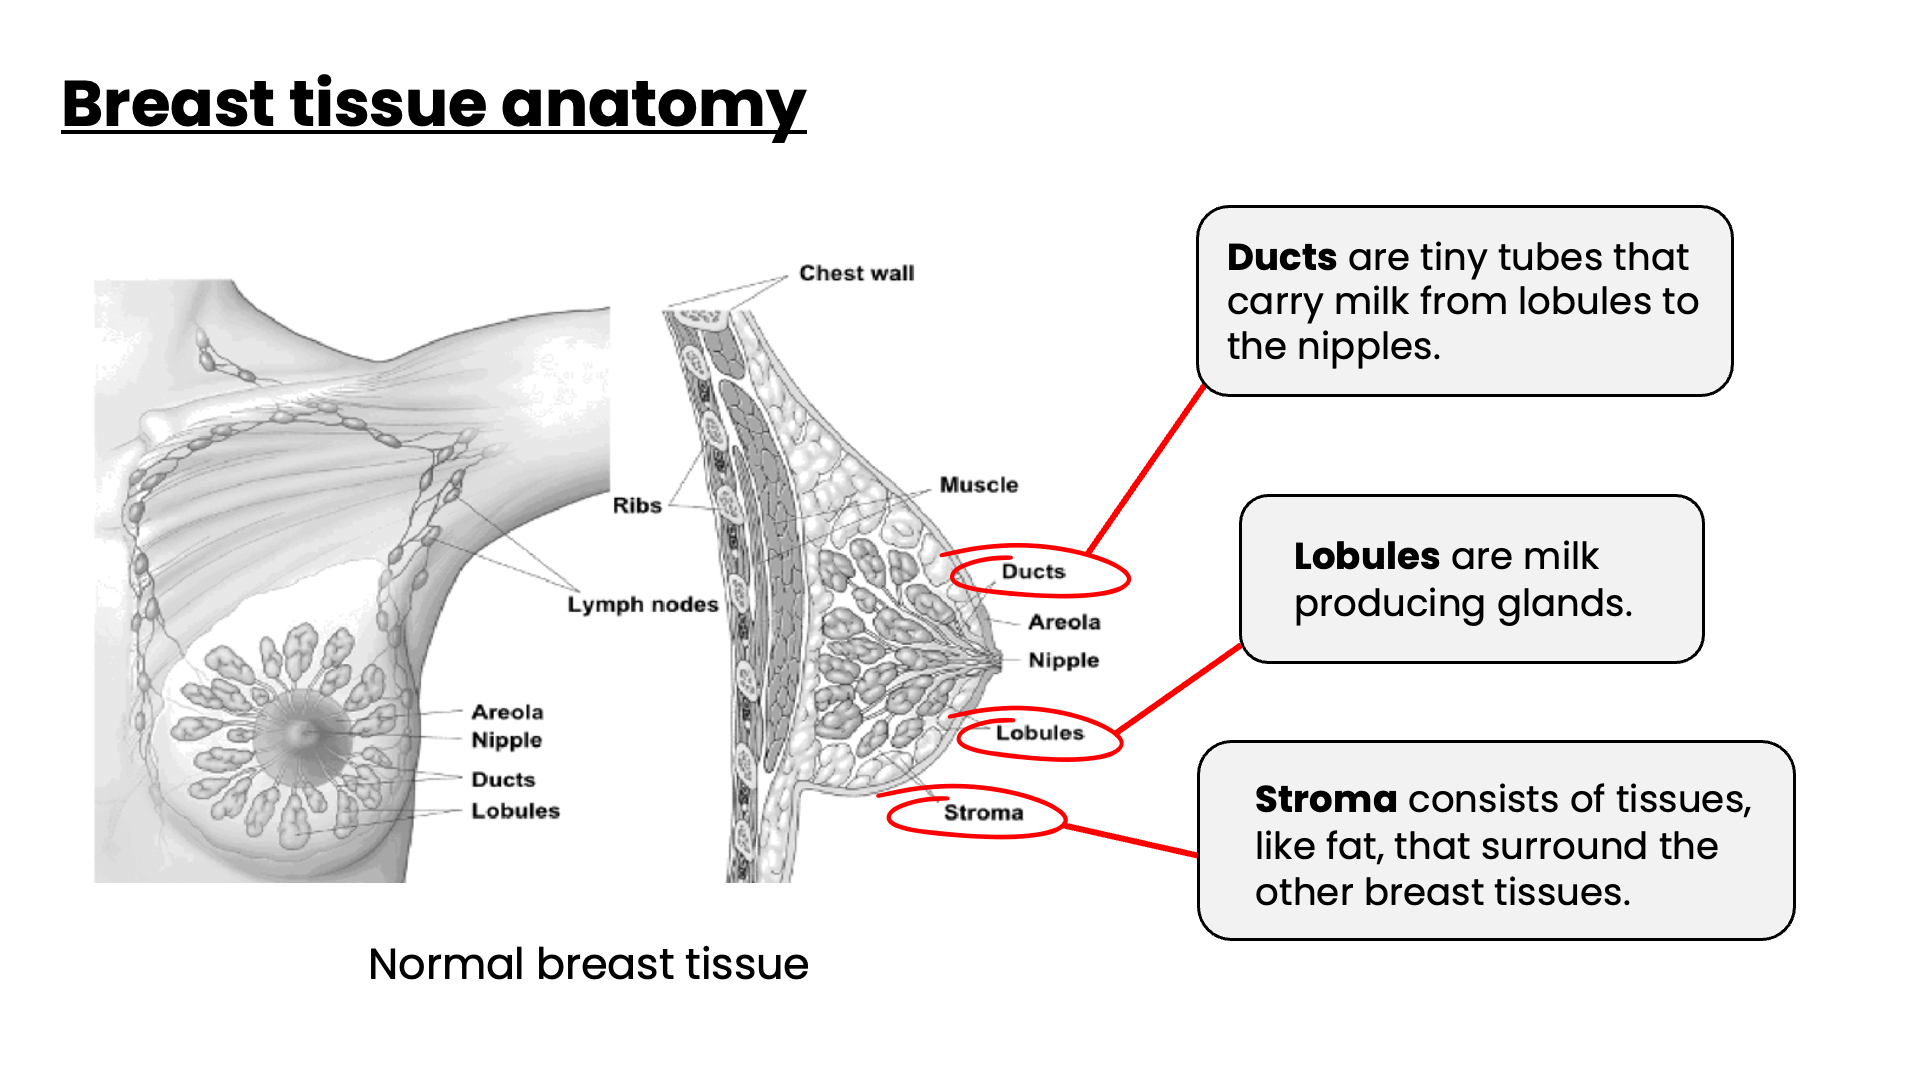 Breast tissue anatomy
Chest wall
Ribs
Muscle
Ducts
Areola
Nipple
Lobules
Stroma
Lymph nodes
Areola
Nipple
Ducts
Lobules
Normal breast tissue
Ducts are tiny tubes that
carry milk from lobules to
the nipples.
Lobules are milk
producing glands.
Stroma consists of tissues,
like fat, that surround the
other breast tissues.